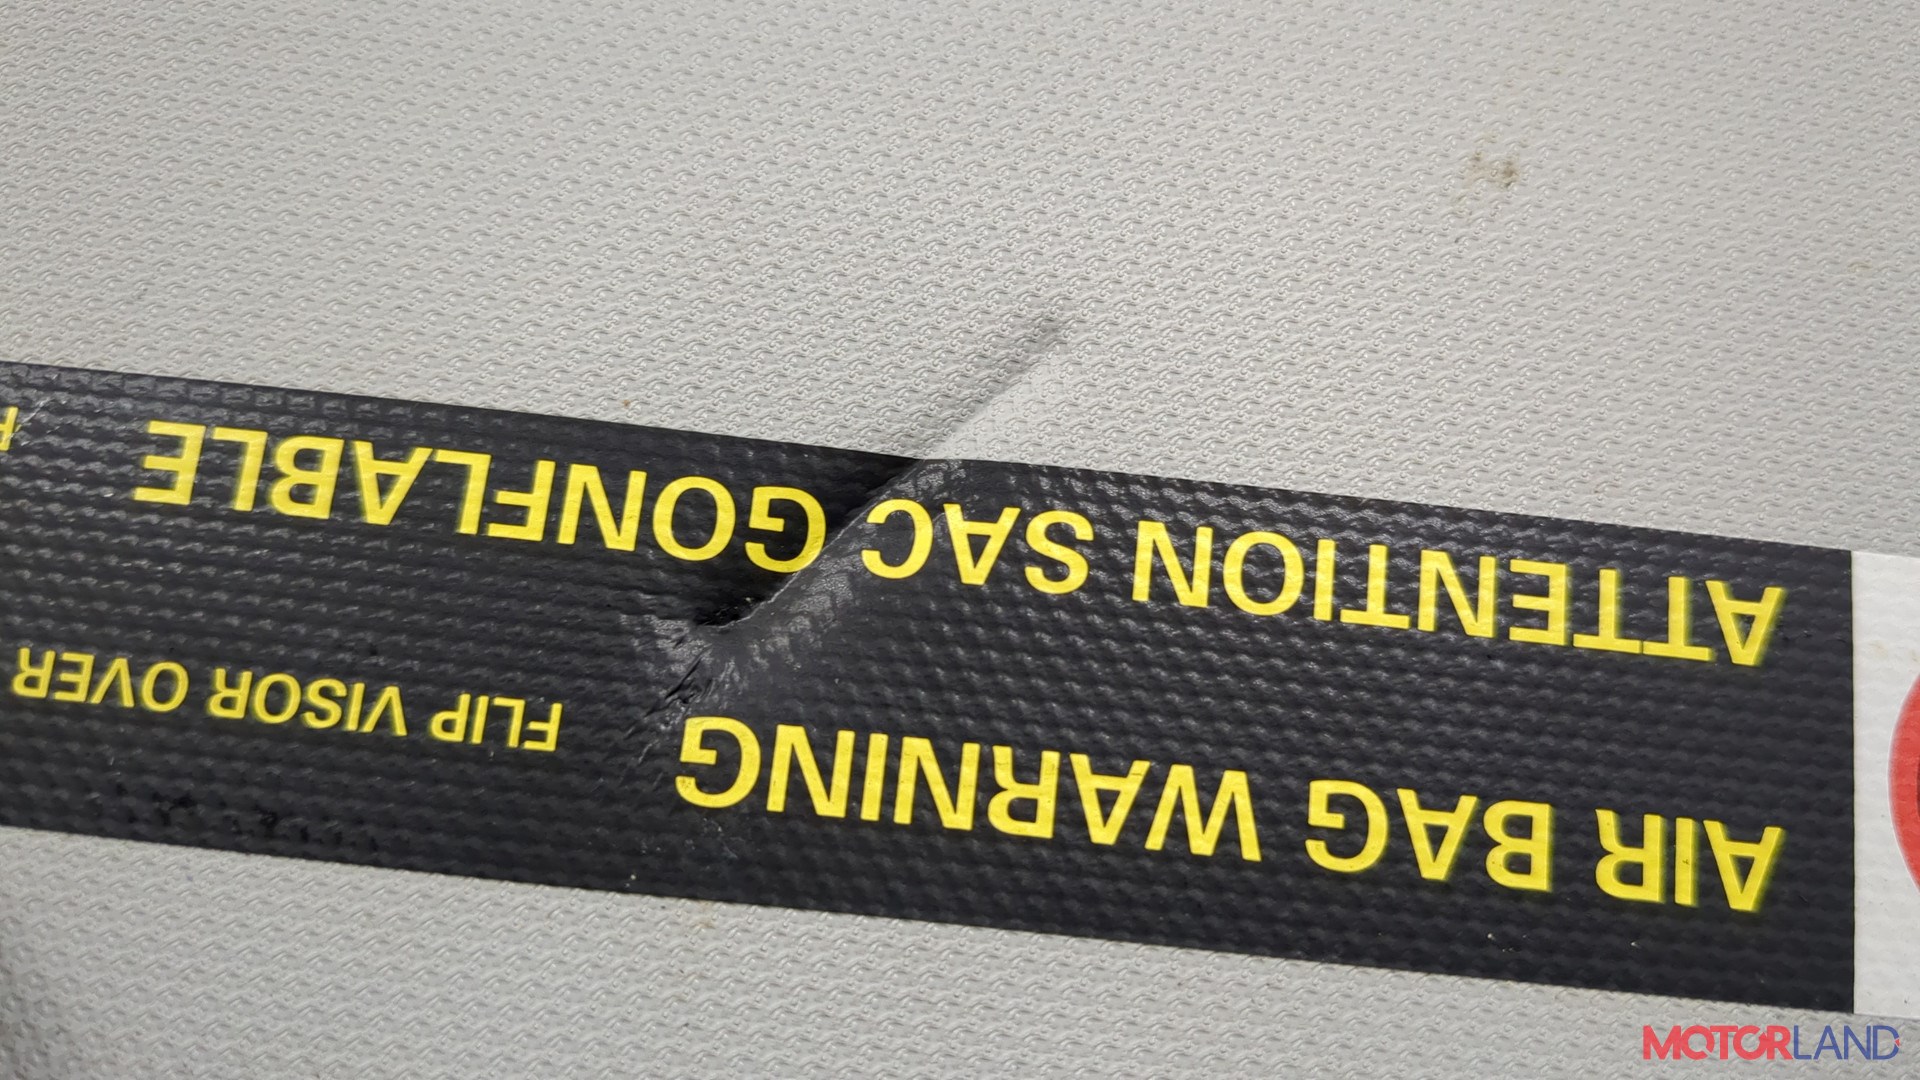 AIR BAG WARNING
FLIP VISOR OVER
ATTENTION SAC GONFLABLE
MOTORLAND